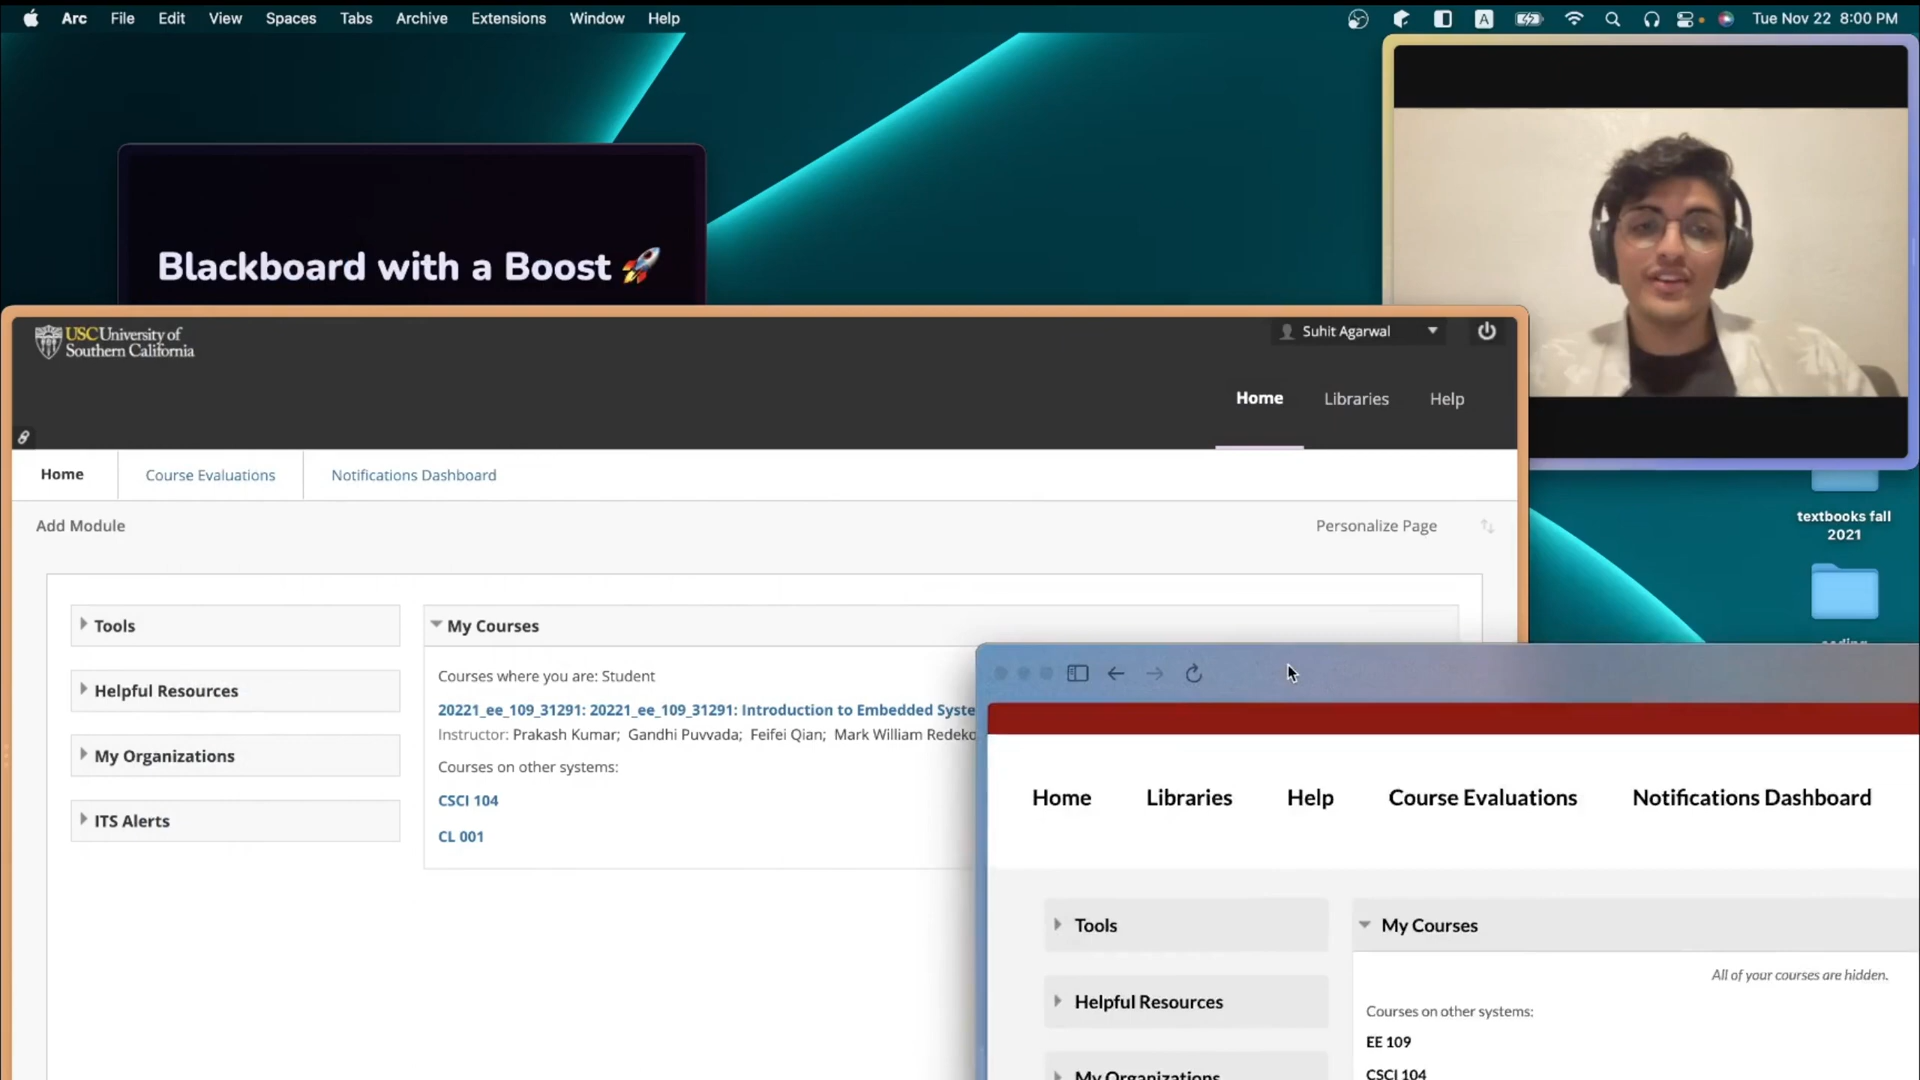 Arc File Edit View Spaces Tabs Archive Extensions Window Help
A
Tue Nov 22 8:00 PM
Blackboard with a Boost 🚀
USC University of
Southern California
Suhit Agarwal
Home Libraries Help
Home Course Evaluations Notifications Dashboard
Add Module
Personalize Page
Tools
Helpful Resources
My Organizations
ITS Alerts
My Courses
Courses where you are: Student
20221_ee_109_31291: 20221_ee_109_31291: Introduction to Embedded Syste
Instructor: Prakash Kumar; Gandhi Puvvada; Feifei Qian; Mark William Redeko
Courses on other systems:
CSCI 104
CL 001
textbooks fall
2021
Home Libraries Help Course Evaluations Notifications Dashboard
Tools
Helpful Resources
My Organizations
My Courses
All of your courses are hidden.
Courses on other systems:
EE 109
CSCI 104